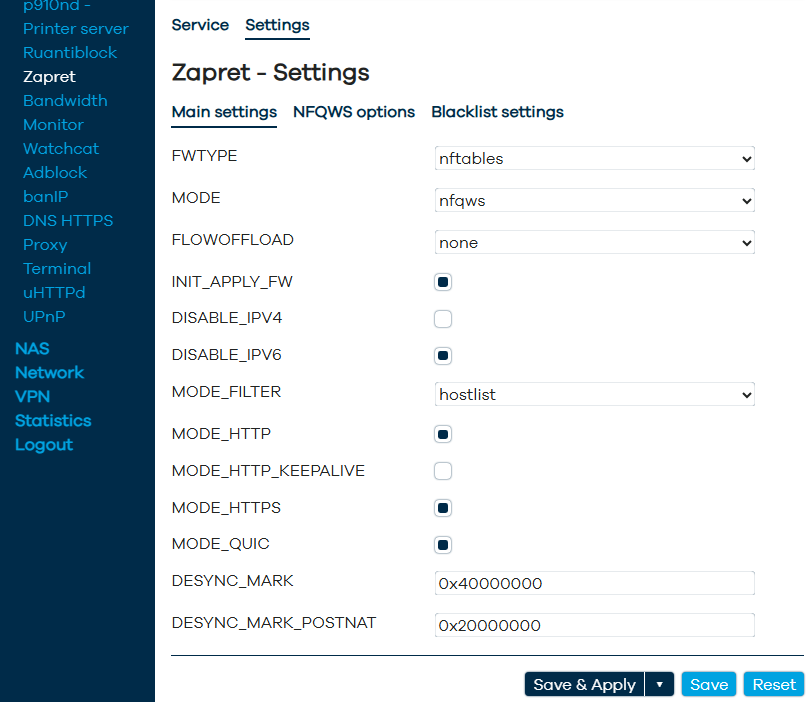 p910nd -
Printer server
Ruantiblock
Zapret
Bandwidth
Monitor
Watchcat
Adblock
banIP
DNS HTTPS
Proxy
Terminal
uHTTPd
UPnP
NAS
Network
VPN
Statistics
Logout
Service Settings
Zapret - Settings
Main settings NFQWS options Blacklist settings
FWTYPE nftables
MODE nfqws
FLOWOFFLOAD none
INIT_APPLY_FW
DISABLE_IPV4
DISABLE_IPV6
MODE_FILTER hostlist
MODE_HTTP
MODE_HTTP_KEEPALIVE
MODE_HTTPS
MODE_QUIC
DESYNC_MARK 0x40000000
DESYNC_MARK_POSTNAT 0x20000000
Save & Apply Save Reset